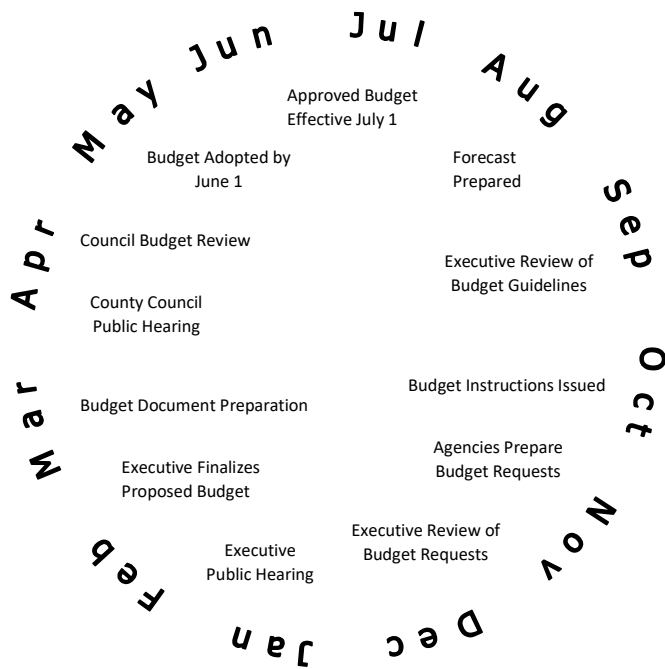 Jul
Aug
Sep
Oct
Nov
Dec
Jan
Feb
Mar
Apr
May
Jun
Approved Budget
Effective July 1
Forecast
Prepared
Executive Review of
Budget Guidelines
Budget Instructions Issued
Agencies Prepare
Budget Requests
Executive Review of
Budget Requests
Executive
Public Hearing
Executive Finalizes
Proposed Budget
Budget Document Preparation
County Council
Public Hearing
Council Budget Review
Budget Adopted by
June 1